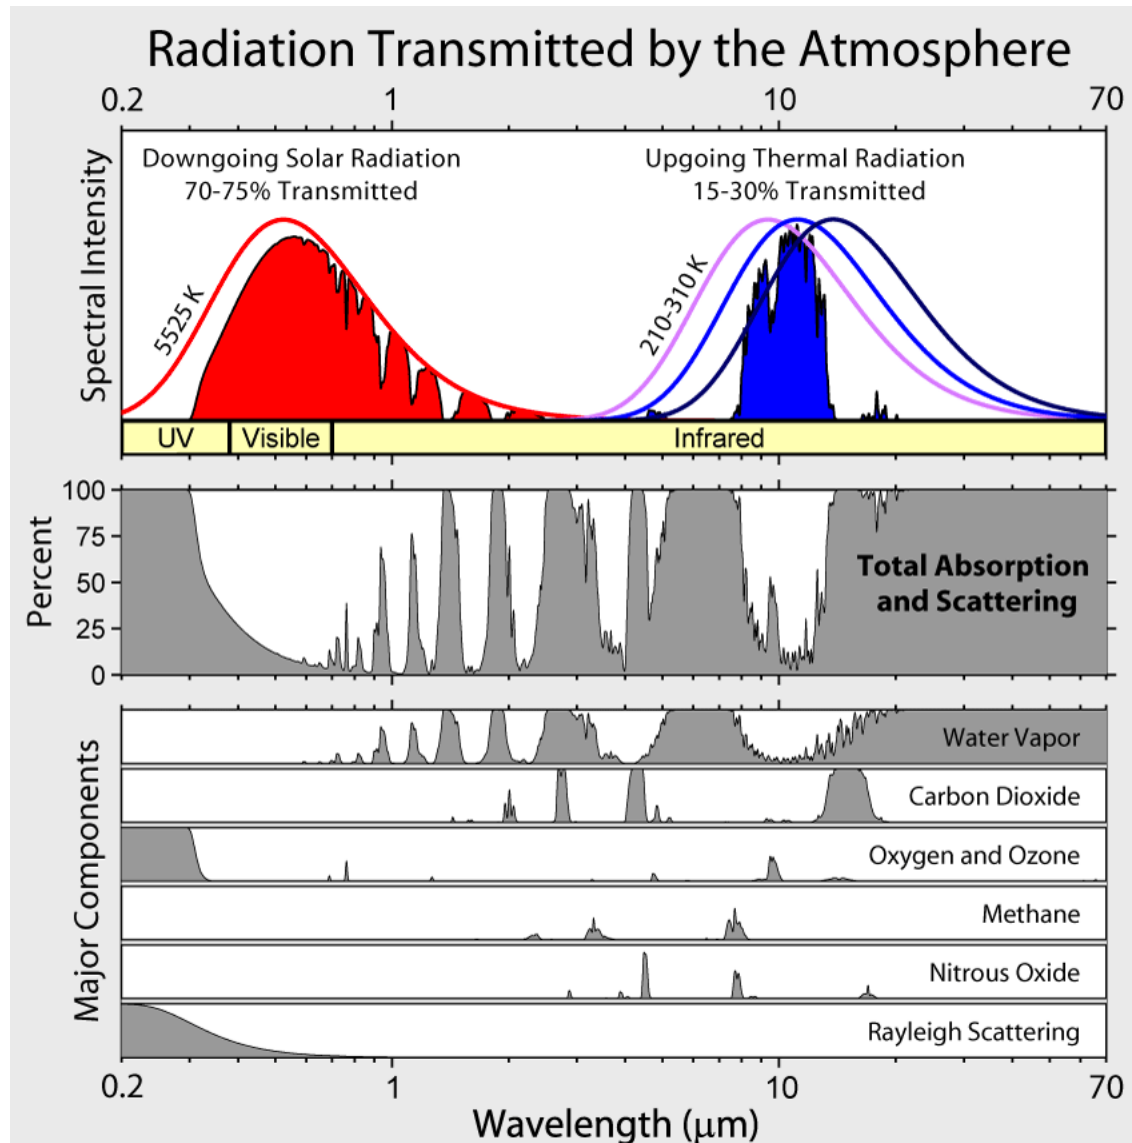 Radiation Transmitted by the Atmosphere
0.2 1 10 70
Spectral Intensity
Downgoing Solar Radiation
70-75% Transmitted
Upgoing Thermal Radiation
15-30% Transmitted
5525 K
210-310 K
UV Visible Infrared
Percent
100
75
50
25
0
Total Absorption
and Scattering
Major Components
Water Vapor
Carbon Dioxide
Oxygen and Ozone
Methane
Nitrous Oxide
Rayleigh Scattering
0.2 1 10 70
Wavelength (μm)